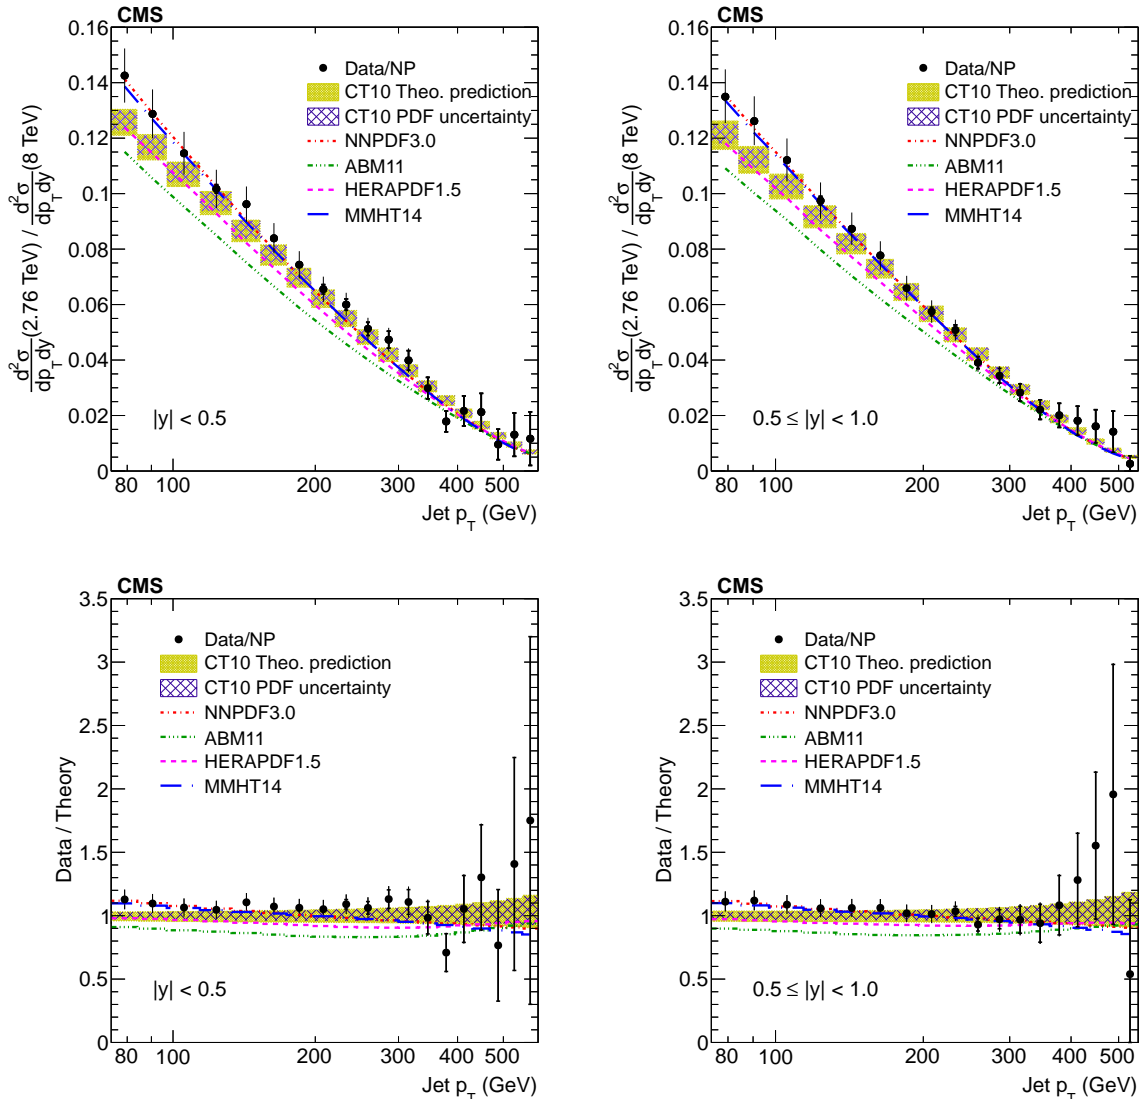 CMS
0.16
0.14
0.12
0.1
0.08
0.06
0.04
0.02
0
d²σ/dp_T dy (2.76 TeV) / d²σ/dp_T dy (8 TeV)
Data/NP
CT10 Theo. prediction
CT10 PDF uncertainty
NNPDF3.0
ABM11
HERAPDF1.5
MMHT14
|y| < 0.5
80 100 200 300 400 500
Jet p_T (GeV)
CMS
0.16
0.14
0.12
0.1
0.08
0.06
0.04
0.02
0
d²σ/dp_T dy (2.76 TeV) / d²σ/dp_T dy (8 TeV)
Data/NP
CT10 Theo. prediction
CT10 PDF uncertainty
NNPDF3.0
ABM11
HERAPDF1.5
MMHT14
0.5 ≤ |y| < 1.0
80 100 200 300 400 500
Jet p_T (GeV)
CMS
3.5
3
2.5
2
1.5
1
0.5
0
Data / Theory
Data/NP
CT10 Theo. prediction
CT10 PDF uncertainty
NNPDF3.0
ABM11
HERAPDF1.5
MMHT14
|y| < 0.5
80 100 200 300 400 500
Jet p_T (GeV)
CMS
3.5
3
2.5
2
1.5
1
0.5
0
Data / Theory
Data/NP
CT10 Theo. prediction
CT10 PDF uncertainty
NNPDF3.0
ABM11
HERAPDF1.5
MMHT14
0.5 ≤ |y| < 1.0
80 100 200 300 400 500
Jet p_T (GeV)